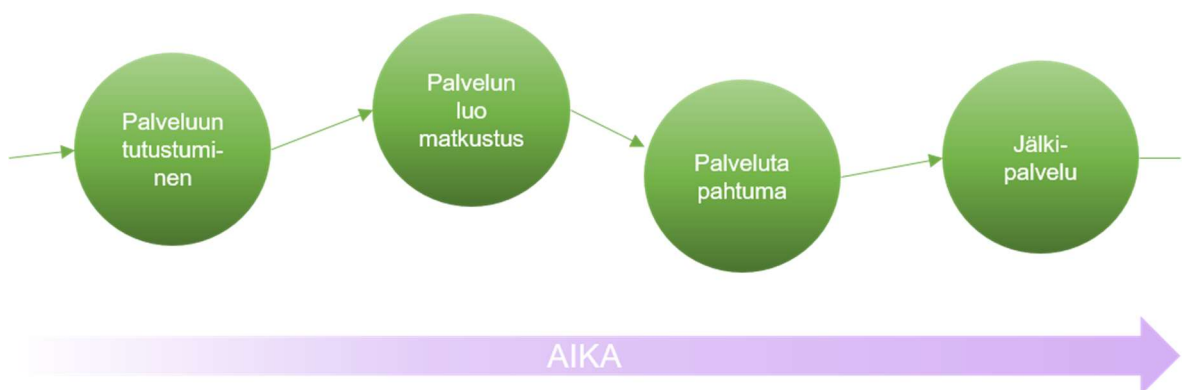 Palveluun
tutustumi-
nen
Palvelun
luo
matkustus
Palveluta
pahtuma
Jälki-
palvelu
AIKA